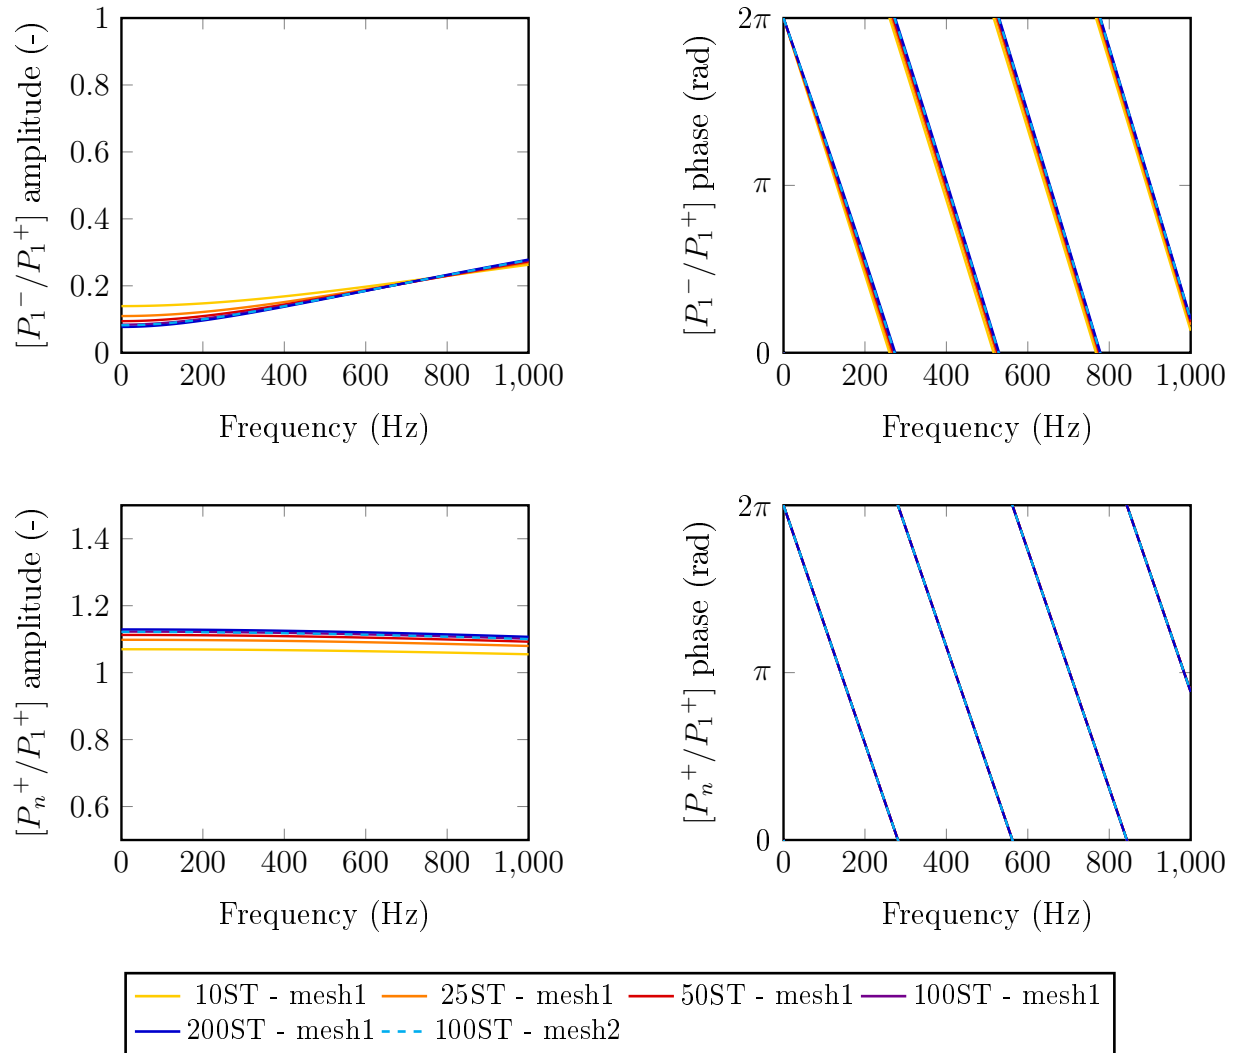 [P₁⁻/P₁⁺] amplitude (-)
1
0.8
0.6
0.4
0.2
0
0 200 400 600 800 1,000
Frequency (Hz)
[P₁⁻/P₁⁺] phase (rad)
2π
π
0
0 200 400 600 800 1,000
Frequency (Hz)
[Pₙ⁺/P₁⁺] amplitude (-)
1.4
1.2
1
0.8
0.6
0 200 400 600 800 1,000
Frequency (Hz)
[Pₙ⁺/P₁⁺] phase (rad)
2π
π
0
0 200 400 600 800 1,000
Frequency (Hz)
10ST - mesh1 25ST - mesh1 50ST - mesh1 100ST - mesh1
200ST - mesh1 100ST - mesh2